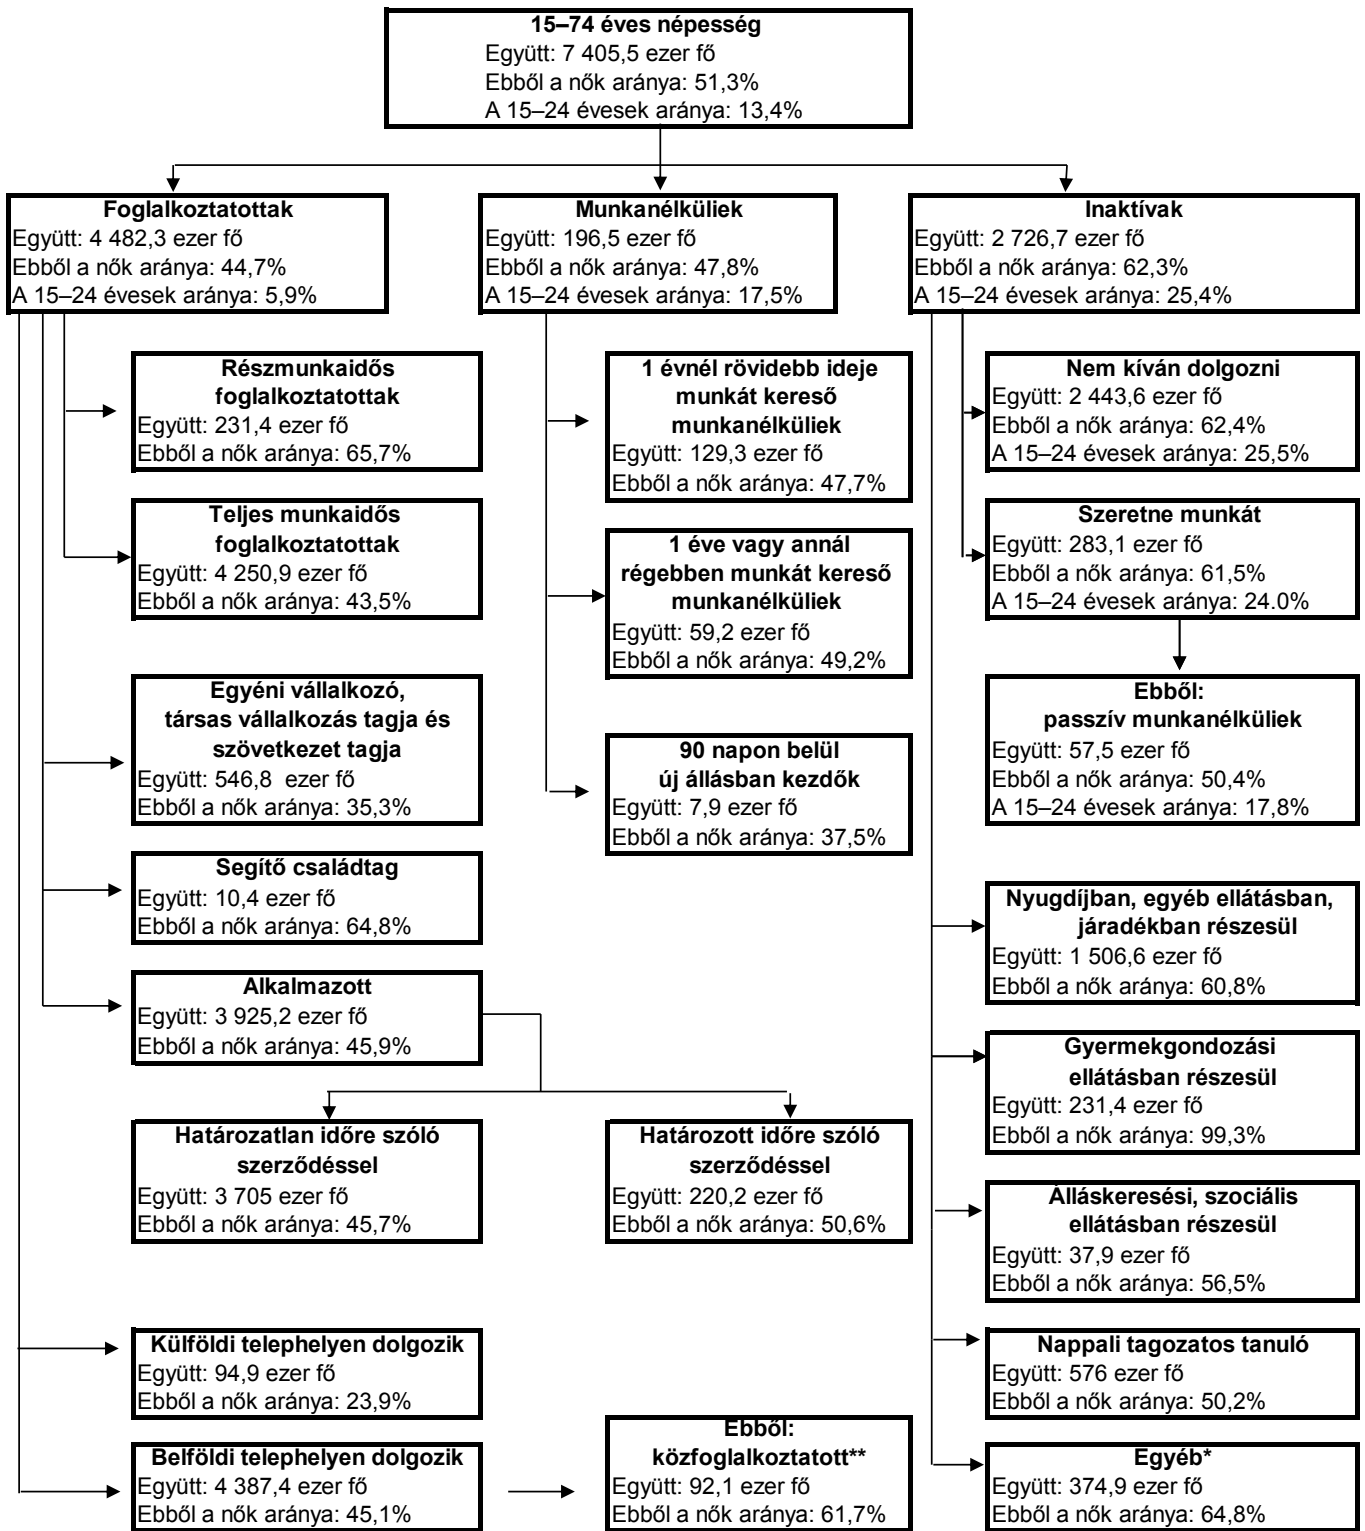 15–74 éves népesség
Együtt: 7 405,5 ezer fő
Ebből a nők aránya: 51,3%
A 15–24 évesek aránya: 13,4%
Foglalkoztatottak
Együtt: 4 482,3 ezer fő
Ebből a nők aránya: 44,7%
A 15–24 évesek aránya: 5,9%
Munkanélküliek
Együtt: 196,5 ezer fő
Ebből a nők aránya: 47,8%
A 15–24 évesek aránya: 17,5%
Inaktívak
Együtt: 2 726,7 ezer fő
Ebből a nők aránya: 62,3%
A 15–24 évesek aránya: 25,4%
Részmunkaidős
foglalkoztatottak
Együtt: 231,4 ezer fő
Ebből a nők aránya: 65,7%
Teljes munkaidős
foglalkoztatottak
Együtt: 4 250,9 ezer fő
Ebből a nők aránya: 43,5%
Egyéni vállalkozó,
társas vállalkozás tagja és
szövetkezet tagja
Együtt: 546,8 ezer fő
Ebből a nők aránya: 35,3%
Segítő családtag
Együtt: 10,4 ezer fő
Ebből a nők aránya: 64,8%
Alkalmazott
Együtt: 3 925,2 ezer fő
Ebből a nők aránya: 45,9%
Határozatlan időre szóló
szerződéssel
Együtt: 3 705 ezer fő
Ebből a nők aránya: 45,7%
Határozott időre szóló
szerződéssel
Együtt: 220,2 ezer fő
Ebből a nők aránya: 50,6%
Külföldi telephelyen dolgozik
Együtt: 94,9 ezer fő
Ebből a nők aránya: 23,9%
Belföldi telephelyen dolgozik
Együtt: 4 387,4 ezer fő
Ebből a nők aránya: 45,1%
Ebből:
közfoglalkoztatott**
Együtt: 92,1 ezer fő
Ebből a nők aránya: 61,7%
1 évnél rövidebb ideje
munkát kereső
munkanélküliek
Együtt: 129,3 ezer fő
Ebből a nők aránya: 47,7%
1 éve vagy annál
régebben munkát kereső
munkanélküliek
Együtt: 59,2 ezer fő
Ebből a nők aránya: 49,2%
90 napon belül
új állásban kezdők
Együtt: 7,9 ezer fő
Ebből a nők aránya: 37,5%
Nem kíván dolgozni
Együtt: 2 443,6 ezer fő
Ebből a nők aránya: 62,4%
A 15–24 évesek aránya: 25,5%
Szeretne munkát
Együtt: 283,1 ezer fő
Ebből a nők aránya: 61,5%
A 15–24 évesek aránya: 24.0%
Ebből:
passzív munkanélküliek
Együtt: 57,5 ezer fő
Ebből a nők aránya: 50,4%
A 15–24 évesek aránya: 17,8%
Nyugdíjban, egyéb ellátásban,
járadékban részesül
Együtt: 1 506,6 ezer fő
Ebből a nők aránya: 60,8%
Gyermekgondozási
ellátásban részesül
Együtt: 231,4 ezer fő
Ebből a nők aránya: 99,3%
Álláskeresési, szociális
ellátásban részesül
Együtt: 37,9 ezer fő
Ebből a nők aránya: 56,5%
Nappali tagozatos tanuló
Együtt: 576 ezer fő
Ebből a nők aránya: 50,2%
Egyéb*
Együtt: 374,9 ezer fő
Ebből a nők aránya: 64,8%